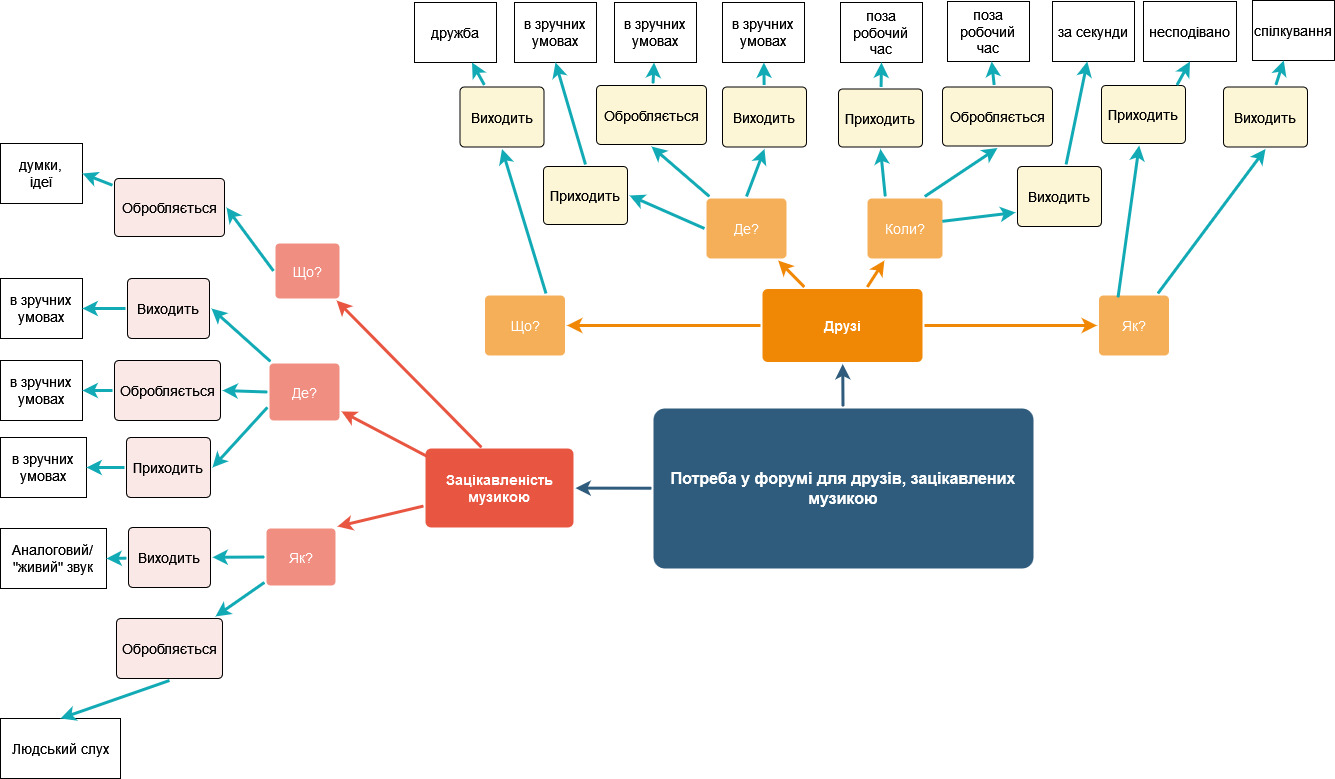 дружба
в зручних
умовах
в зручних
умовах
в зручних
умовах
поза
робочий
час
поза
робочий
час
за секунди
несподівано
спілкування
Виходить
Обробляється
Виходить
Приходить
Обробляється
Приходить
Виходить
Приходить
Виходить
Де?
Коли?
Що?
Друзі
Як?
думки,
ідеї
Обробляється
Що?
в зручних
умовах
Виходить
в зручних
умовах
Обробляється
Де?
в зручних
умовах
Приходить
Зацікавленість
музикою
Потреба у форумі для друзів, зацікавлених
музикою
Аналоговий/
"живий" звук
Виходить
Як?
Обробляється
Людський слух